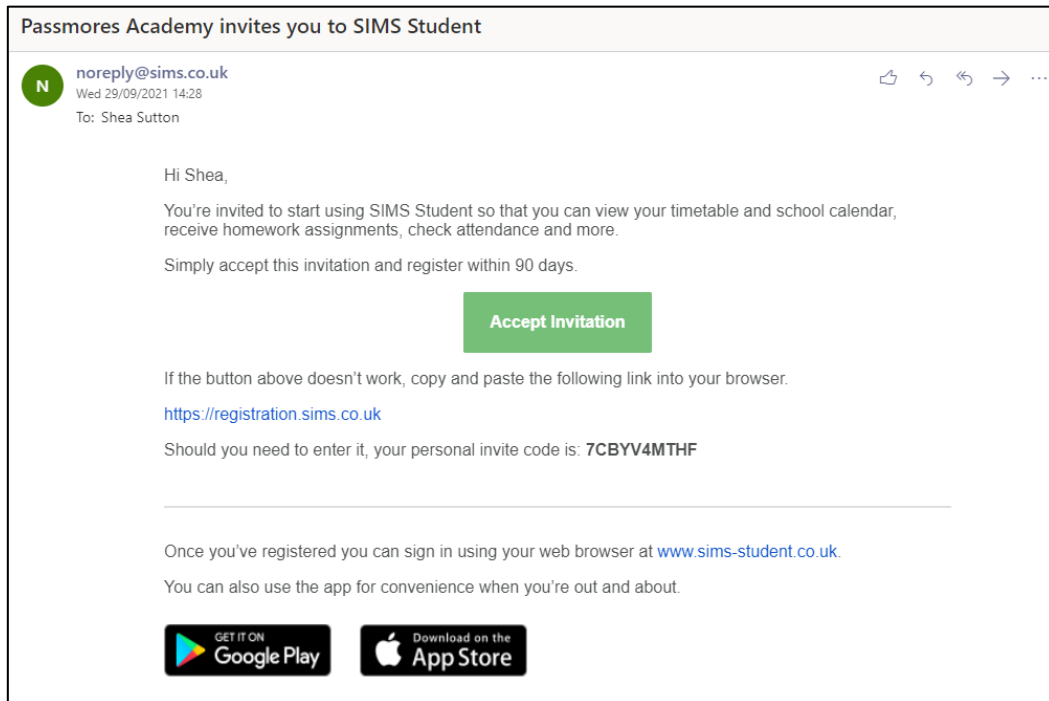 Passmores Academy invites you to SIMS Student
N
noreply@sims.co.uk
Wed 29/09/2021 14:28
To: Shea Sutton
Hi Shea,
You're invited to start using SIMS Student so that you can view your timetable and school calendar,
receive homework assignments, check attendance and more.
Simply accept this invitation and register within 90 days.
Accept Invitation
If the button above doesn't work, copy and paste the following link into your browser.
https://registration.sims.co.uk
Should you need to enter it, your personal invite code is: 7CBYV4MTHF
Once you've registered you can sign in using your web browser at www.sims-student.co.uk.
You can also use the app for convenience when you're out and about.
GET IT ON
Google Play
Download on the
App Store